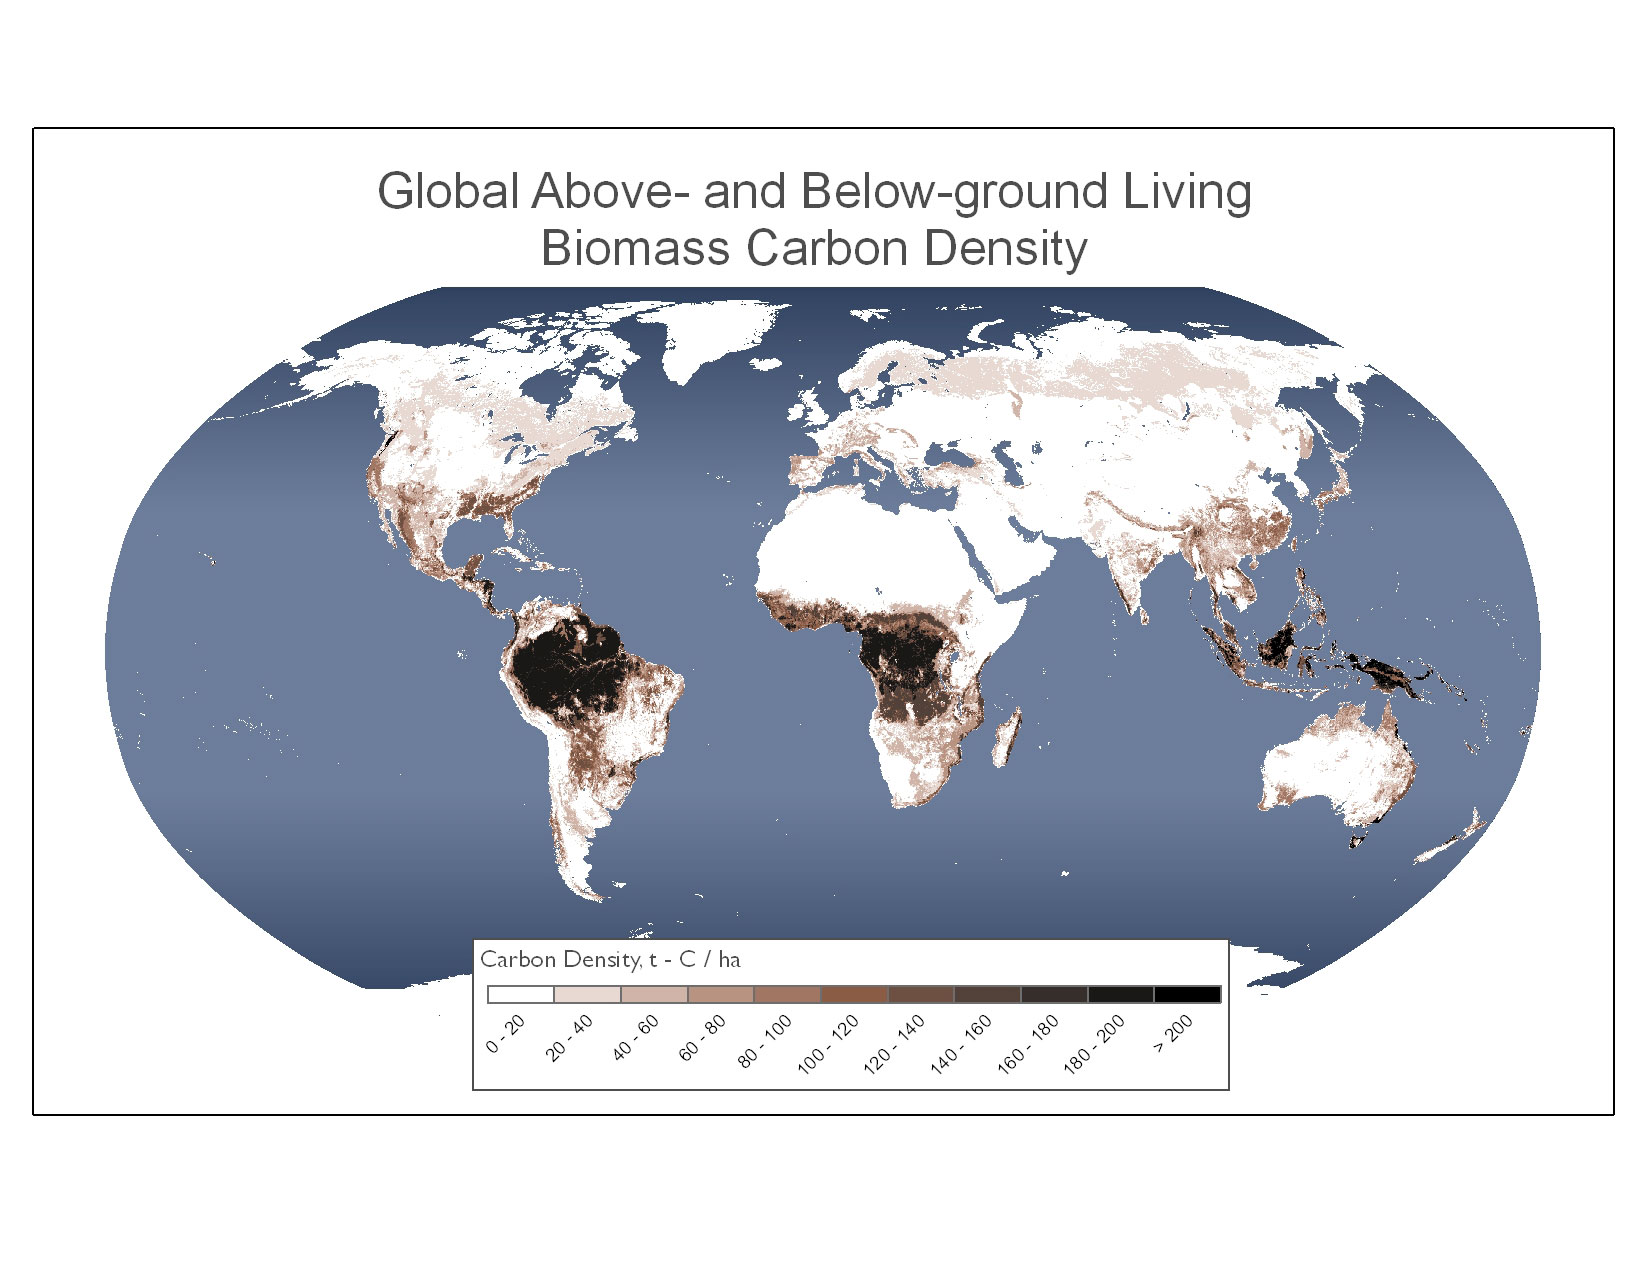 Global Above- and Below-ground Living
Biomass Carbon Density
Carbon Density, t - C / ha
0 - 20
20 - 40
40 - 60
60 - 80
80 - 100
100 - 120
120 - 140
140 - 160
160 - 180
180 - 200
> 200